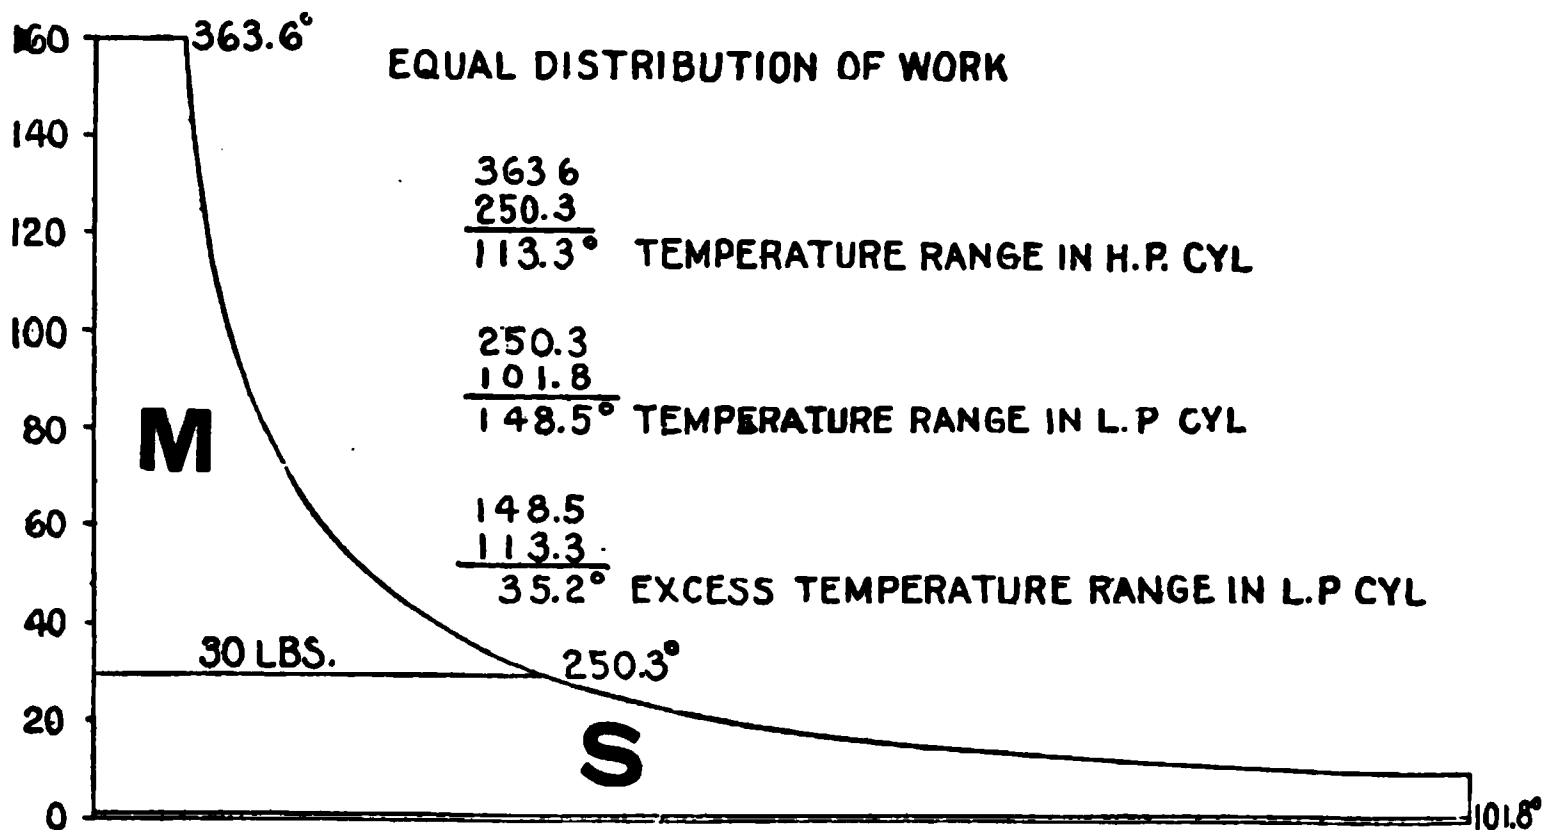 160
363.6°
EQUAL DISTRIBUTION OF WORK
140
363 6
250.3
120
113.3° TEMPERATURE RANGE IN H.P. CYL
100
250.3
101.8
80
148.5° TEMPERATURE RANGE IN L.P CYL
M
148.5
60
113.3
35.2° EXCESS TEMPERATURE RANGE IN L.P CYL
40
30 LBS.
250.3°
20
S
0
101.8°